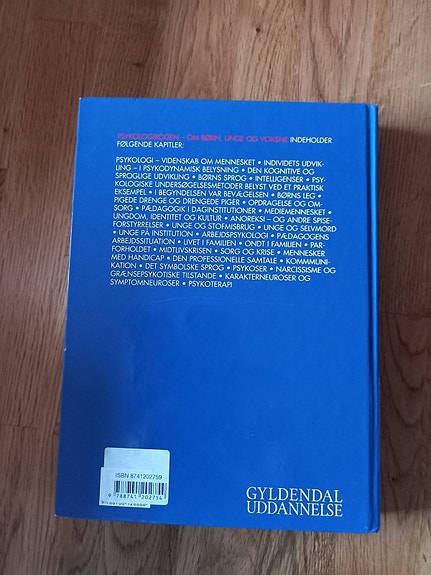 PSYKOLOGIBOGEN – OM BØRN, UNGE OG VOKSNE INDEHOLDER
FØLGENDE KAPITLER:
PSYKOLOGI – VIDENSKAB OM MENNESKET • INDIVIDETS UDVIK-
LING – I PSYKODYNAMISK BELYSNING • DEN KOGNITIVE OG
SPROGLIGE UDVIKLING • BØRNS SPROG • INTELLIGENSER • PSY-
KOLOGISKE UNDERSØGELSESMETODER BELYST VED ET PRAKTISK
EKSEMPEL • I BEGYNDELSEN VAR BEVÆGELSEN • BØRNS LEG •
PIGEDE DRENGE OG DRENGEDE PIGER • OPDRAGELSE OG OM-
SORG • PÆDAGOGIK I DAGINSTITUTIONER • MEDIEMENNESKET •
UNGDOM, IDENTITET OG KULTUR • ANOREKSI – OG ANDRE SPISE-
FORSTYRRELSER • UNGE OG STOFMISBRUG • UNGE OG SELVMORD
• UNGE PÅ INSTITUTION • ARBEJDSPSYKOLOGI • PÆDAGOGENS
ARBEJDSSITUATION • LIVET I FAMILIEN • ONDT I FAMILIEN • PAR-
FORHOLDET • MIDTLIVSKRISEN • SORG OG KRISE • MENNESKER
MED HANDICAP • DEN PROFESSIONELLE SAMTALE • KOMMMUNI-
KATION • DET SYMBOLSKE SPROG • PSYKOSER • NARCISSISME OG
GRÆNSEPSYKOTISKE TILSTANDE • KARAKTERNEUROSER OG
SYMPTOMNEUROSER • PSYKOTERAPI
ISBN 8741202759
9 788741 202754
GYLDENDAL
UDDANNELSE